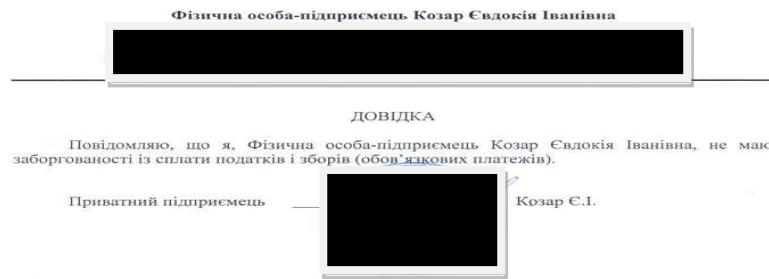 Фізична особа-підприємець Козар Євдокія Іванівна
ДОВІДКА
Повідомляю, що я, Фізична особа-підприємець Козар Євдокія Іванівна, не маю
заборгованості із сплати податків і зборів (обов’язкових платежів).
Приватний підприємець Козар Є.І.